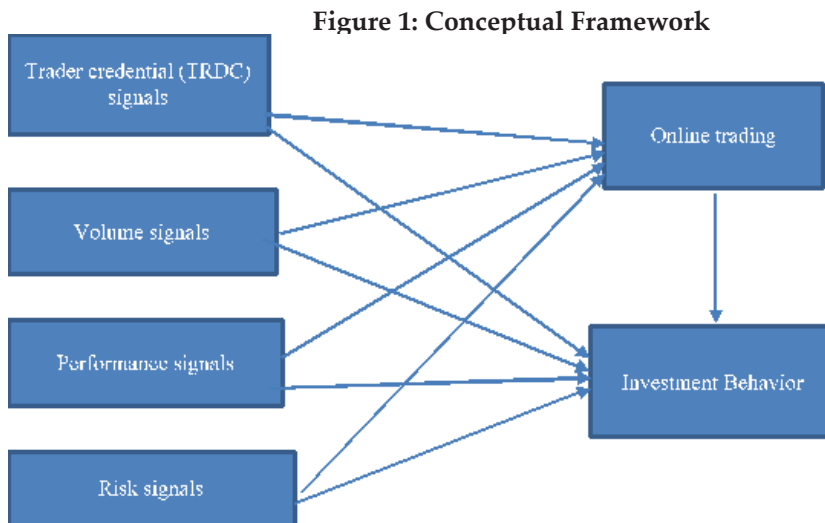 Figure 1: Conceptual Framework
Trader credential (TRDC)
signals
Online trading
Volume signals
Performance signals
Investment Behavior
Risk signals